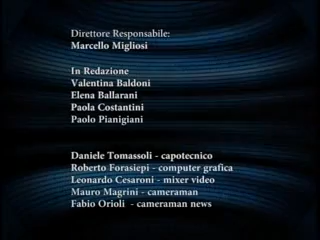 Direttore Responsabile:
Marcello Migliosi
In Redazione
Valentina Baldoni
Elena Ballarani
Paola Costantini
Paolo Pianigiani
Daniele Tomassoli - capotecnico
Roberto Forasiepi - computer grafica
Leonardo Cesaroni - mixer video
Mauro Magrini - cameraman
Fabio Orioli - cameraman news